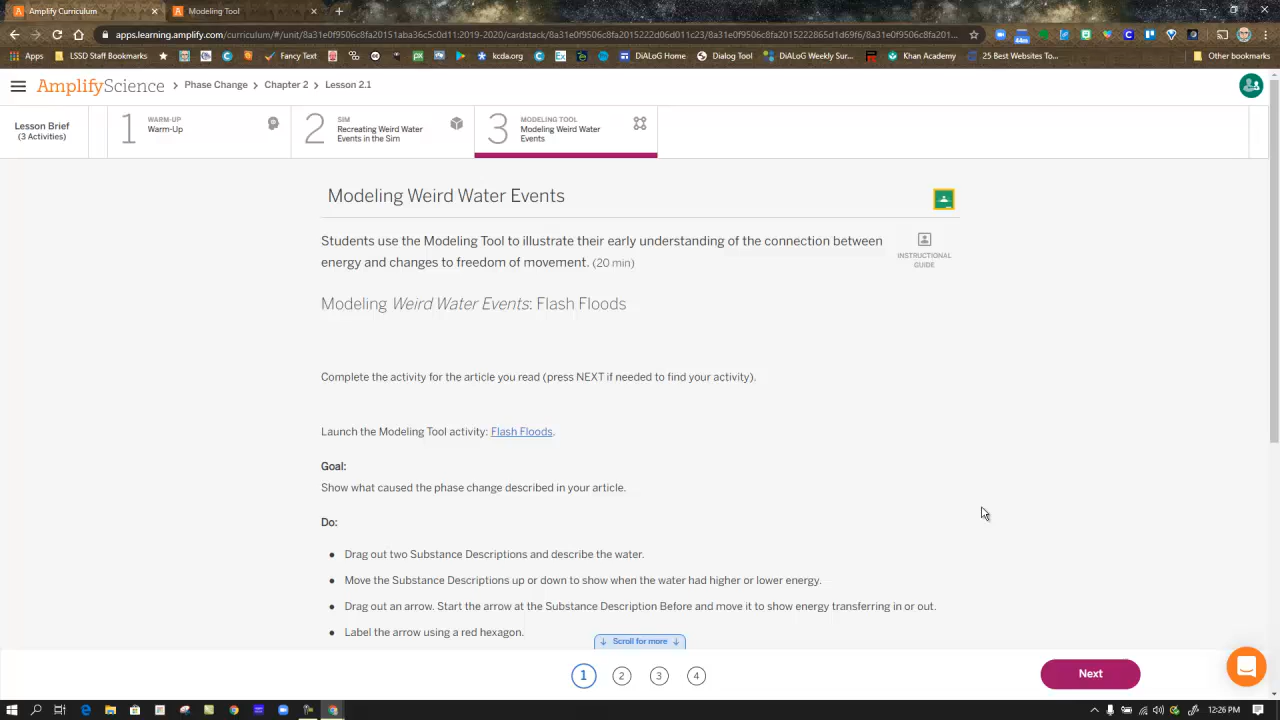 Amplify Curriculum
Modeling Tool
apps.learning.amplify.com/curriculum/#/unit/8a31e0f9506c8fa20151aba36c5c0d11:2019-2020/cardstack/8a31e0f9506c8fa2015222d06d011c23/8a31e0f9506c8fa2015222865d1d69f6/8a31e0f9506c8fa201...
Apps
LSSD Staff Bookmarks
Fancy-It
kcda.org
DiALoG Home
Dialog Tool
DiALoG Weekly Sur...
Khan Academy
25 Best Websites To...
Other bookmarks
AmplifyScience > Phase Change > Chapter 2 > Lesson 2.1
Lesson Brief
(3 Activities)
1
WARM-UP
Warm-Up
2
SIM
Recreating Weird Water
Events in the Sim
3
MODELING TOOL
Modeling Weird Water
Events
Modeling Weird Water Events
Students use the Modeling Tool to illustrate their early understanding of the connection between
energy and changes to freedom of movement. (20 min)
INSTRUCTIONAL
GUIDE
Modeling Weird Water Events: Flash Floods
Complete the activity for the article you read (press NEXT if needed to find your activity).
Launch the Modeling Tool activity: Flash Floods.
Goal:
Show what caused the phase change described in your article.
Do:
• Drag out two Substance Descriptions and describe the water.
• Move the Substance Descriptions up or down to show when the water had higher or lower energy.
• Drag out an arrow. Start the arrow at the Substance Description Before and move it to show energy transferring in or out.
• Label the arrow using a red hexagon.
Scroll for more
1 2 3 4
Next
12:26 PM